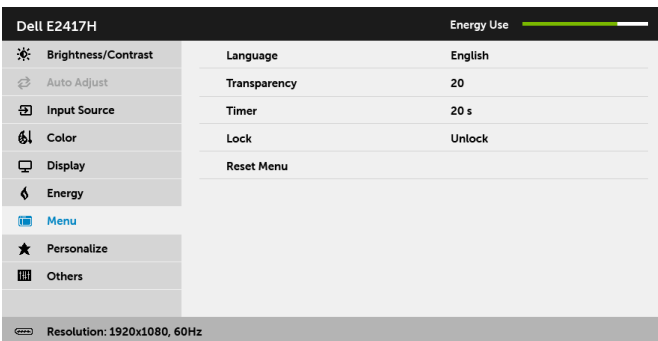 Dell E2417H Energy Use
Brightness/Contrast Language English
Auto Adjust Transparency 20
Input Source Timer 20 s
Color Lock Unlock
Display Reset Menu
Energy
Menu
Personalize
Others
Resolution: 1920x1080, 60Hz